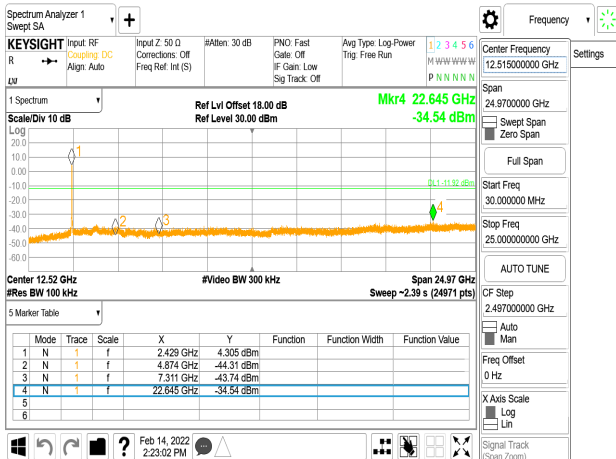 Spectrum Analyzer 1
Swept SA
Frequency
Settings
KEYSIGHT
R
LXI
Input: RF
Coupling: DC
Align: Auto
Input Z: 50 Ω
Corrections: Off
Freq Ref: Int (S)
#Atten: 30 dB
PNO: Fast
Gate: Off
IF Gain: Low
Sig Track: Off
Avg Type: Log-Power
Trig: Free Run
1 2 3 4 5 6
M W W W W W
P N N N N N
1 Spectrum
Scale/Div 10 dB
Ref Lvl Offset 18.00 dB
Ref Level 30.00 dBm
Mkr4 22.645 GHz
-34.54 dBm
Log
20.0
10.0
0.00
-10.0
-20.0
-30.0
-40.0
-50.0
-60.0
1
2
3
4
DL1 -11.92 dBm
Center 12.52 GHz
#Res BW 100 kHz
#Video BW 300 kHz
Span 24.97 GHz
Sweep ~2.39 s (24971 pts)
5 Marker Table
Mode Trace Scale X Y Function Function Width Function Value
1 N 1 f 2.429 GHz 4.305 dBm
2 N 1 f 4.874 GHz -44.31 dBm
3 N 1 f 7.311 GHz -43.74 dBm
4 N 1 f 22.645 GHz -34.54 dBm
5
6
Feb 14, 2022
2:23:02 PM
Center Frequency
12.515000000 GHz
Span
24.9700000 GHz
Swept Span
Zero Span
Full Span
Start Freq
30.000000 MHz
Stop Freq
25.000000000 GHz
AUTO TUNE
CF Step
2.497000000 GHz
Auto
Man
Freq Offset
0 Hz
X Axis Scale
Log
Lin
Signal Track
(Span Zoom)